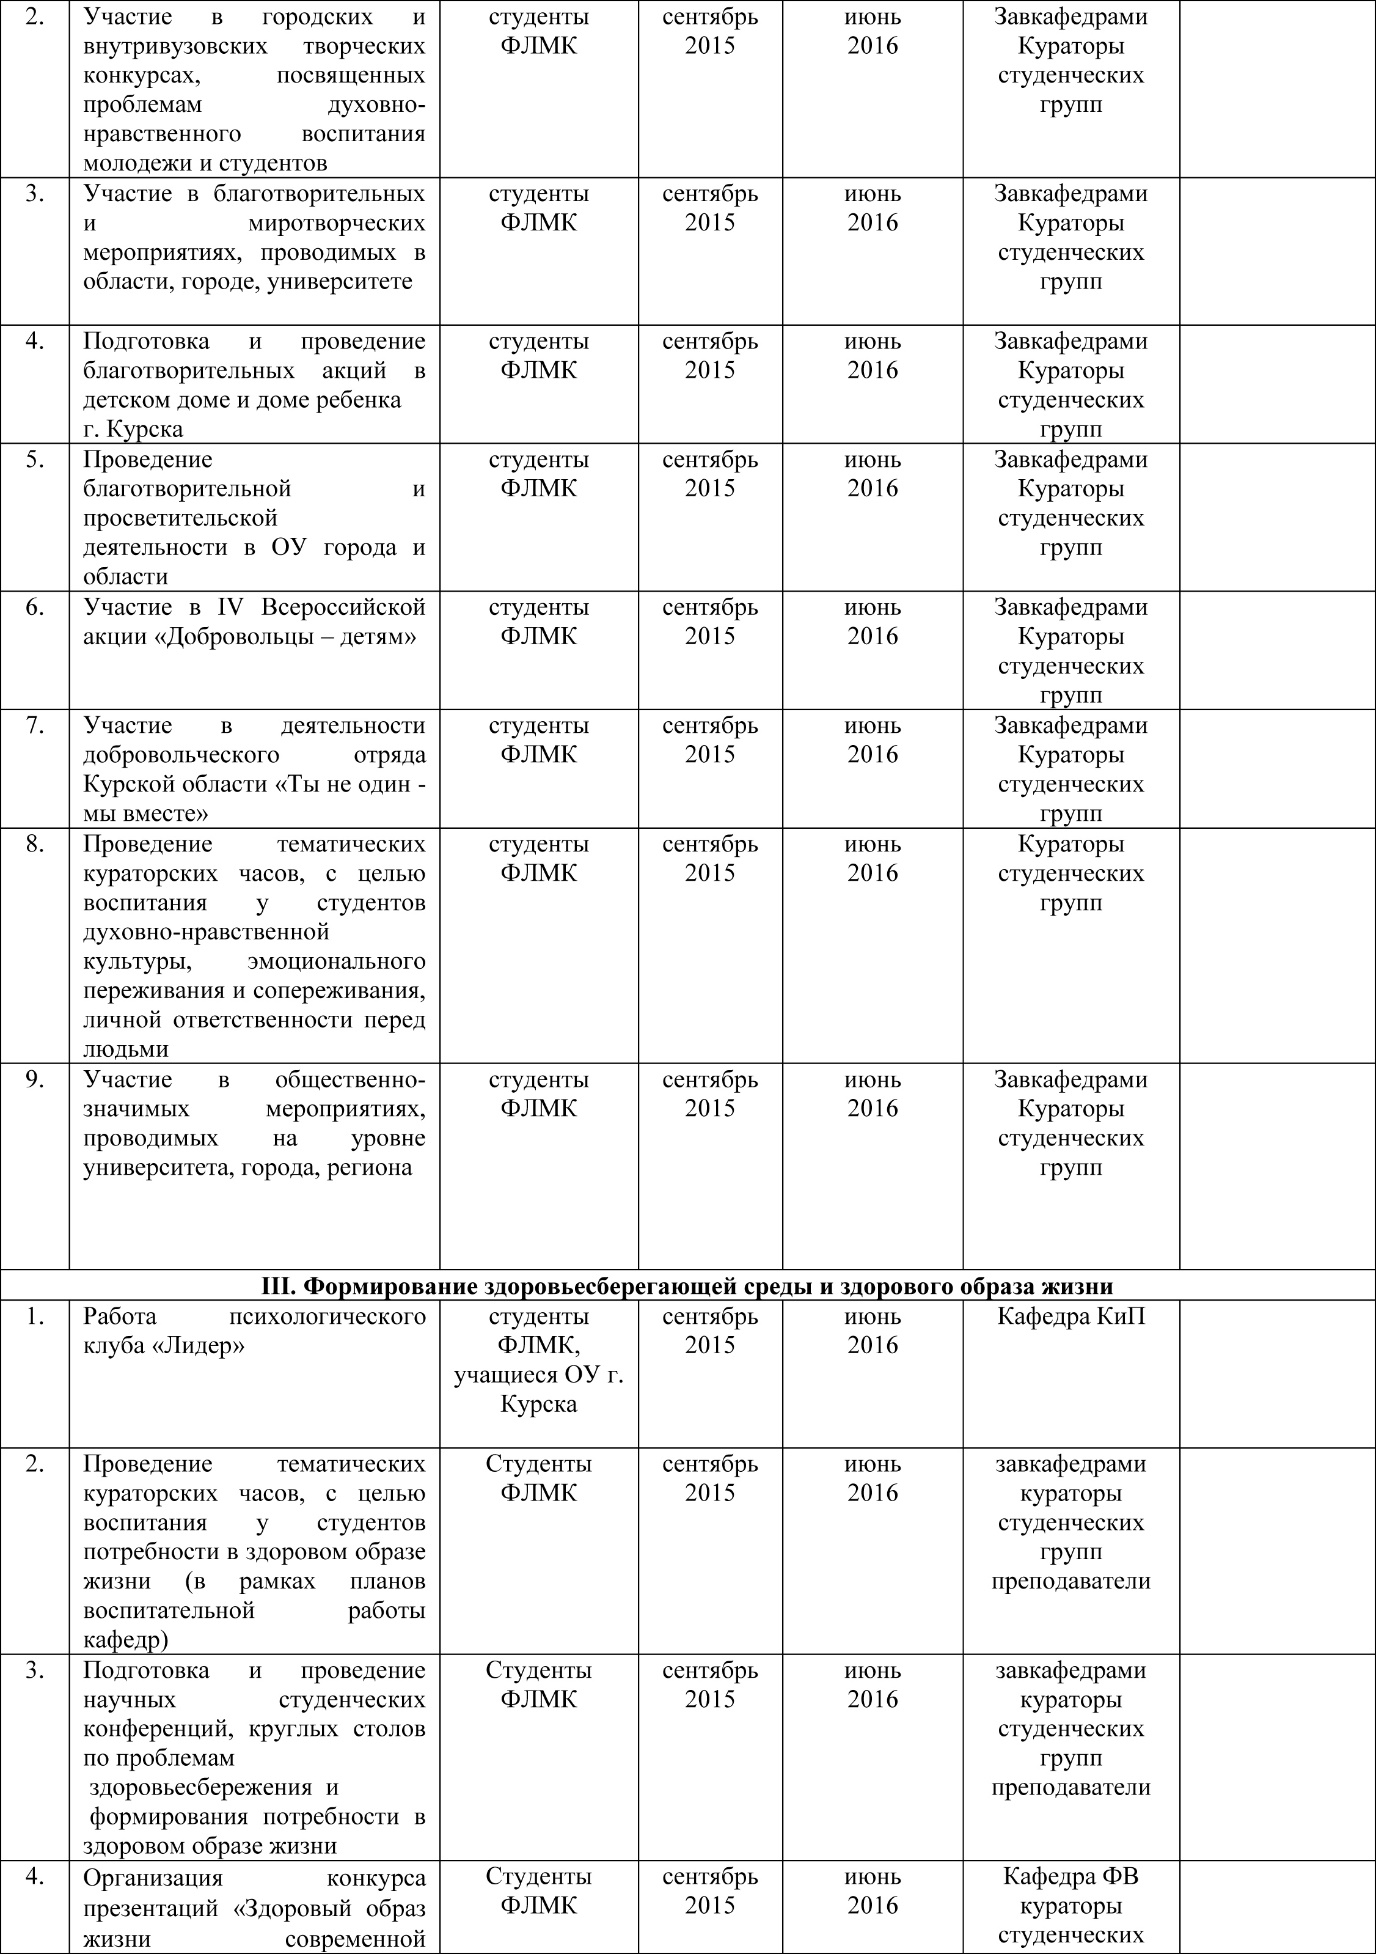 2. Участие в городских и студенты сентябрь июнь Завкафедрами
внутривузовских творческих ФЛМК 2015 2016 Кураторы
конкурсах, посвященных студенческих
проблемам духовно- групп
нравственного воспитания
молодежи и студентов
3. Участие в благотворительных студенты сентябрь июнь Завкафедрами
и миротворческих ФЛМК 2015 2016 Кураторы
мероприятиях, проводимых в студенческих
области, городе, университете групп
4. Подготовка и проведение студенты сентябрь июнь Завкафедрами
благотворительных акций в ФЛМК 2015 2016 Кураторы
детском доме и доме ребенка студенческих
г. Курска групп
5. Проведение студенты сентябрь июнь Завкафедрами
благотворительной и ФЛМК 2015 2016 Кураторы
просветительской студенческих
деятельности в ОУ города и групп
области
6. Участие в IV Всероссийской студенты сентябрь июнь Завкафедрами
акции «Добровольцы – детям» ФЛМК 2015 2016 Кураторы
студенческих
групп
7. Участие в деятельности студенты сентябрь июнь Завкафедрами
добровольческого отряда ФЛМК 2015 2016 Кураторы
Курской области «Ты не один - студенческих
мы вместе» групп
8. Проведение тематических студенты сентябрь июнь Кураторы
кураторских часов, с целью ФЛМК 2015 2016 студенческих
воспитания у студентов групп
духовно-нравственной
культуры, эмоционального
переживания и сопереживания,
личной ответственности перед
людьми
9. Участие в общественно- студенты сентябрь июнь Завкафедрами
значимых мероприятиях, ФЛМК 2015 2016 Кураторы
проводимых на уровне студенческих
университета, города, региона групп
III. Формирование здоровьесберегающей среды и здорового образа жизни
1. Работа психологического студенты сентябрь июнь Кафедра КиП
клуба «Лидер» ФЛМК, 2015 2016
учащиеся ОУ г.
Курска
2. Проведение тематических Студенты сентябрь июнь завкафедрами
кураторских часов, с целью ФЛМК 2015 2016 кураторы
воспитания у студентов студенческих
потребности в здоровом образе групп
жизни (в рамках планов преподаватели
воспитательной работы
кафедр)
3. Подготовка и проведение Студенты сентябрь июнь завкафедрами
научных студенческих ФЛМК 2015 2016 кураторы
конференций, круглых столов студенческих
по проблемам групп
здоровьесбережения и преподаватели
формирования потребности в
здоровом образе жизни
4. Организация конкурса Студенты сентябрь июнь Кафедра ФВ
презентаций «Здоровый образ ФЛМК 2015 2016 кураторы
жизни современной студенческих